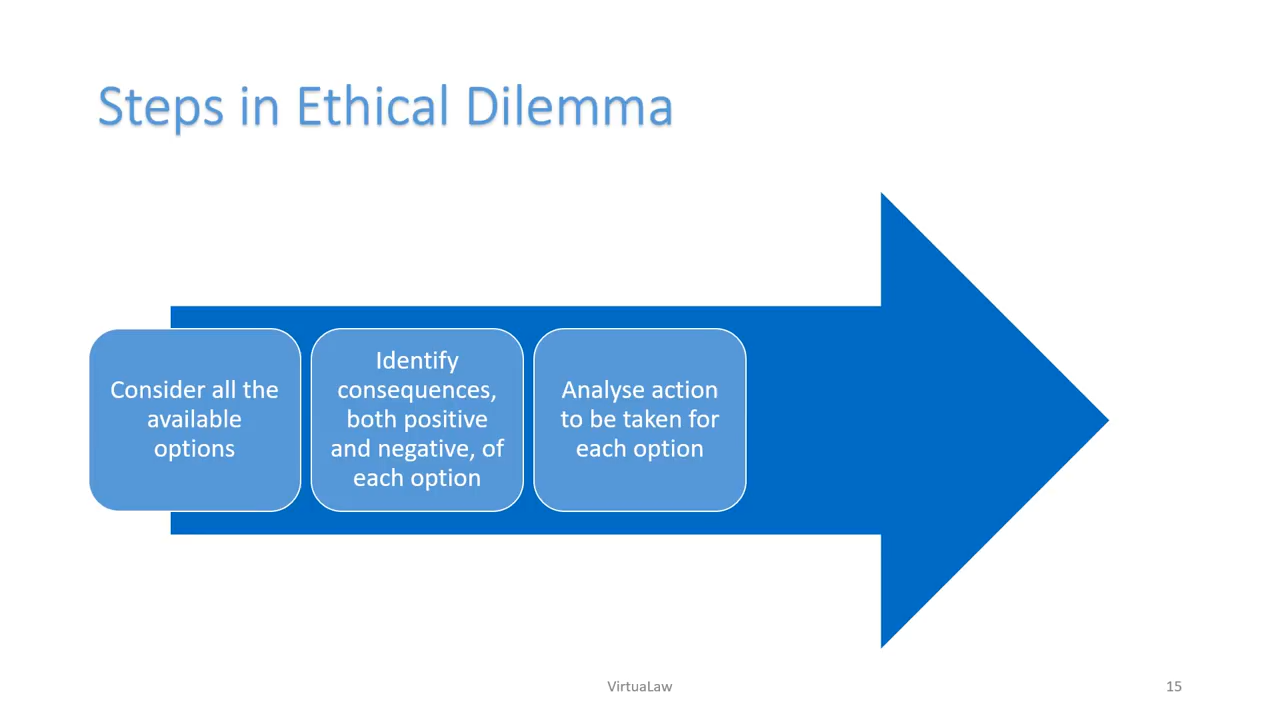 Steps in Ethical Dilemma
Consider all the
available
options
Identify
consequences,
both positive
and negative, of
each option
Analyse action
to be taken for
each option
VirtuaLaw
15